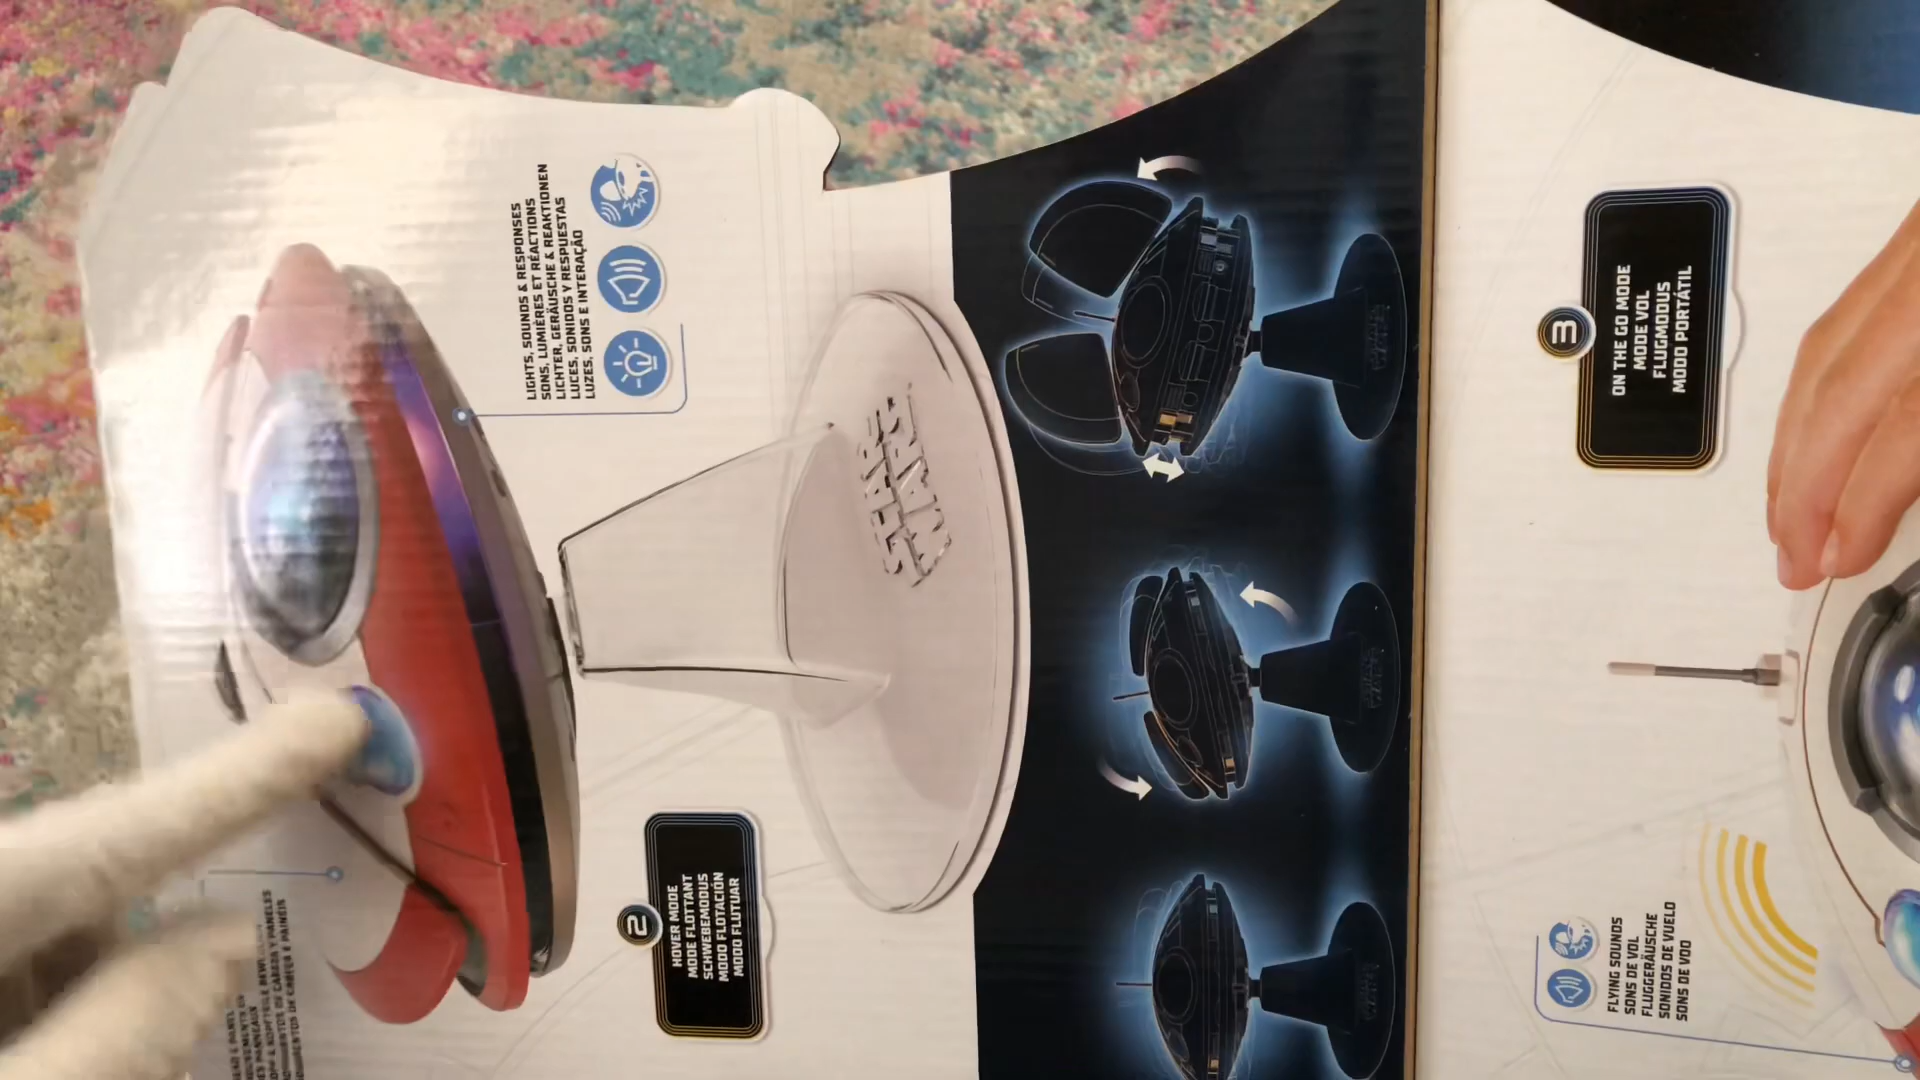 LIGHTS, SOUNDS & RESPONSES
SONS, LUMIÈRES ET RÉACTIONS
LICHTER, GERÄUSCHE & REAKTIONEN
LUCES, SONIDOS Y RESPUESTAS
LUZES, SONS E INTERAÇÃO
STAR
WARS
2
HOVER MODE
MODE FLOTTANT
SCHWEBEMODUS
MODO FLOTACIÓN
MODO FLUTUAR
3
ON THE GO MODE
MODE VOL
FLUGMODUS
MODO PORTÁTIL
FLYING SOUNDS
SONS DE VOL
FLUGGERÄUSCHE
SONIDOS DE VUELO
SONS DE VOO